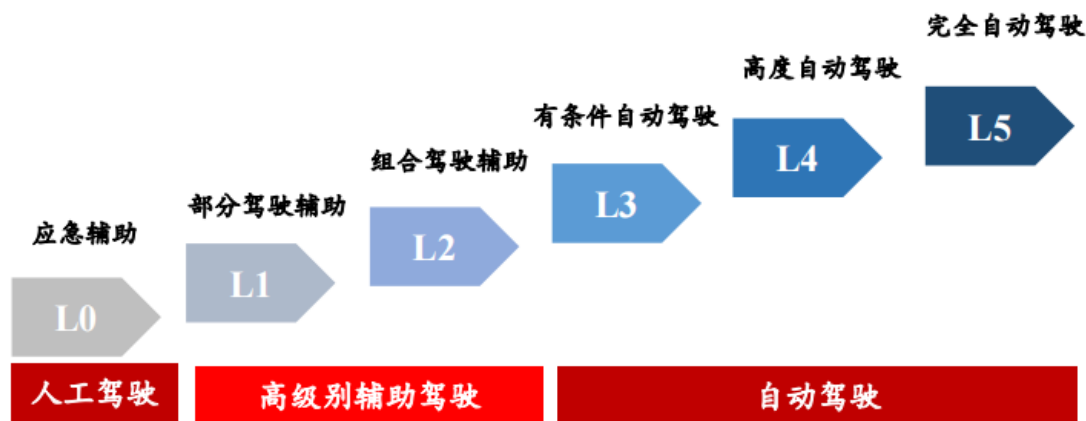 完全自动驾驶
高度自动驾驶
L5
有条件自动驾驶
L4
组合驾驶辅助
L3
部分驾驶辅助
L2
应急辅助
L1
L0
人工驾驶
高级别辅助驾驶
自动驾驶